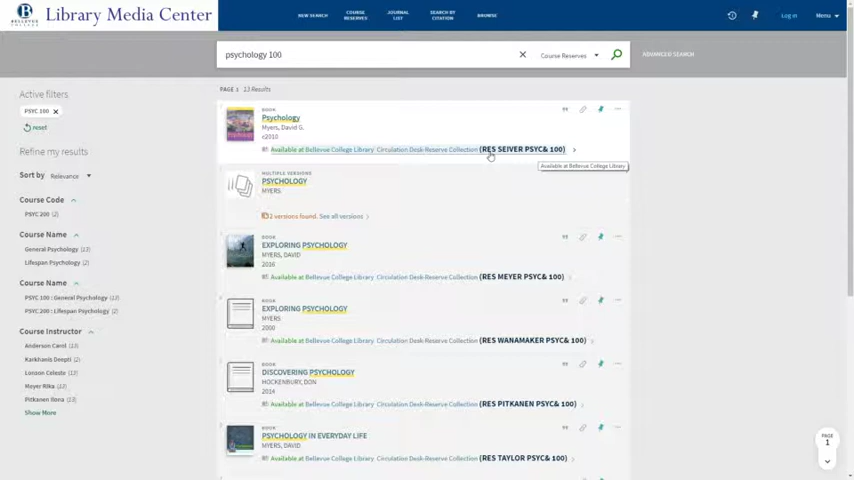 BELLEVUE
COLLEGE
Library Media Center
NEW SEARCH
COURSE
RESERVES
JOURNAL
LIST
SEARCH BY
CITATION
BROWSE
Log in
Menu
psychology 100
Course Reserves
ADVANCED SEARCH
Active filters
PSYC 100
reset
Refine my results
Sort by Relevance
Course Code
PSYC 200 (2)
Course Name
General Psychology (13)
Lifespan Psychology (2)
Course Name
PSYC 100 : General Psychology (13)
PSYC 200 : Lifespan Psychology (2)
Course Instructor
Anderson Carol (13)
Karkhanis Deepti (2)
London Celeste (13)
Meyer Rika (13)
Pitkanen Ilona (13)
Show More
PAGE 1 13 Results
BOOK
Psychology
Myers, David G.
c2010
Available at Bellevue College Library Circulation Desk-Reserve Collection (RES SEIVER PSYC& 100)
Available at Bellevue College Library
MULTIPLE VERSIONS
PSYCHOLOGY
MYERS
2 versions found. See all versions
BOOK
EXPLORING PSYCHOLOGY
MYERS, DAVID
2016
Available at Bellevue College Library Circulation Desk-Reserve Collection (RES MEYER PSYC& 100)
BOOK
EXPLORING PSYCHOLOGY
MYERS
2000
Available at Bellevue College Library Circulation Desk-Reserve Collection (RES WANAMAKER PSYC& 100)
BOOK
DISCOVERING PSYCHOLOGY
HOCKENBURY, DON
2014
Available at Bellevue College Library Circulation Desk-Reserve Collection (RES PITKANEN PSYC& 100)
BOOK
PSYCHOLOGY IN EVERYDAY LIFE
MYERS, DAVID
Available at Bellevue College Library Circulation Desk-Reserve Collection (RES TAYLOR PSYC& 100)
PAGE
1